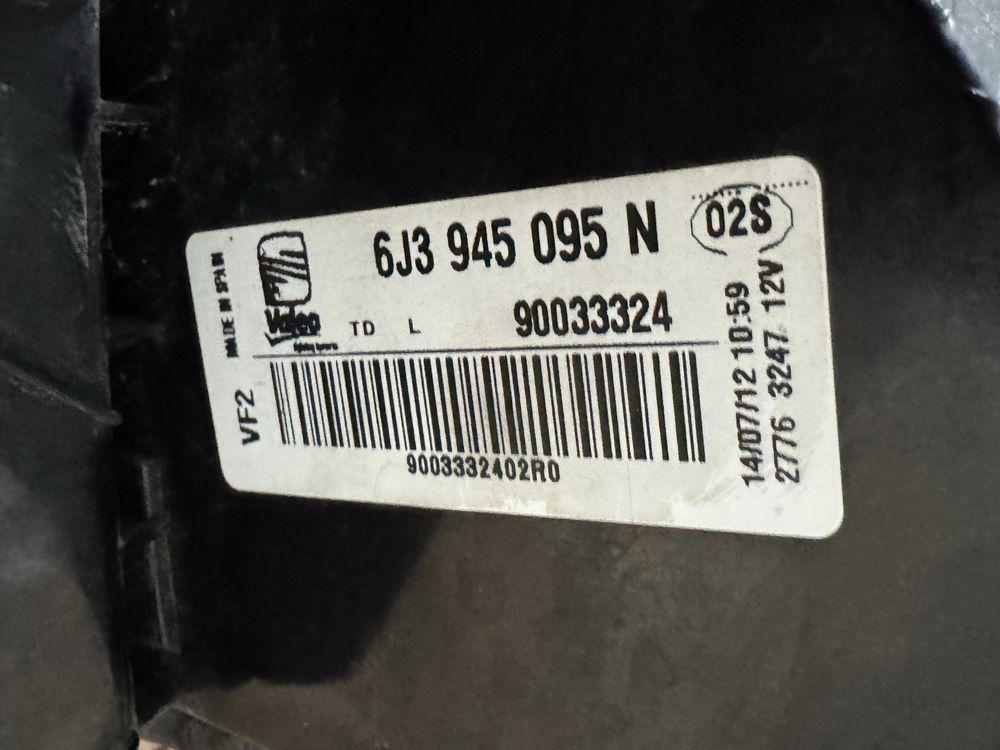 6J3 945 095 N
02S
MADE IN SPAIN
TD L
90033324
VF2
9003332402R0
14/07/12 10:59
2776 3247 12V